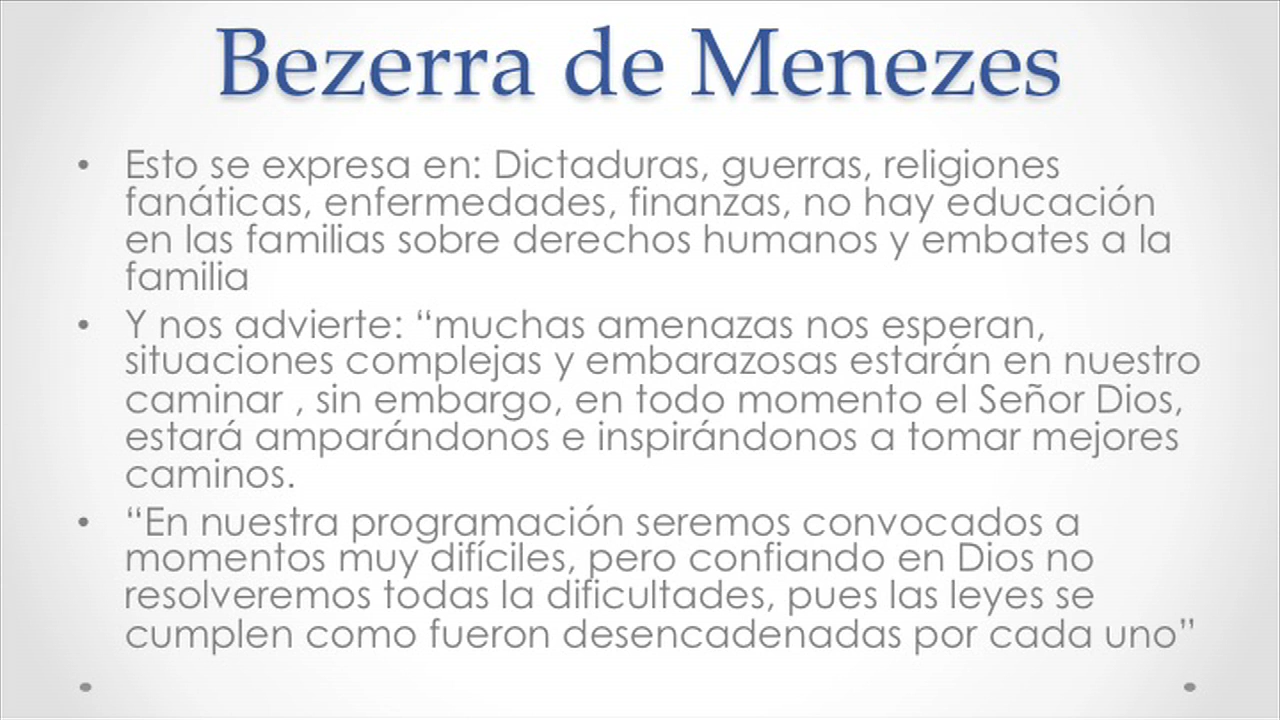 Bezerra de Menezes
• Esto se expresa en: Dictaduras, guerras, religiones
fanáticas, enfermedades, finanzas, no hay educación
en las familias sobre derechos humanos y embates a la
familia
• Y nos advierte: “muchas amenazas nos esperan,
situaciones complejas y embarazosas estarán en nuestro
caminar , sin embargo, en todo momento el Señor Dios,
estará amparándonos e inspirándonos a tomar mejores
caminos.
• “En nuestra programación seremos convocados a
momentos muy difíciles, pero confiando en Dios no
resolveremos todas la dificultades, pues las leyes se
cumplen como fueron desencadenadas por cada uno”